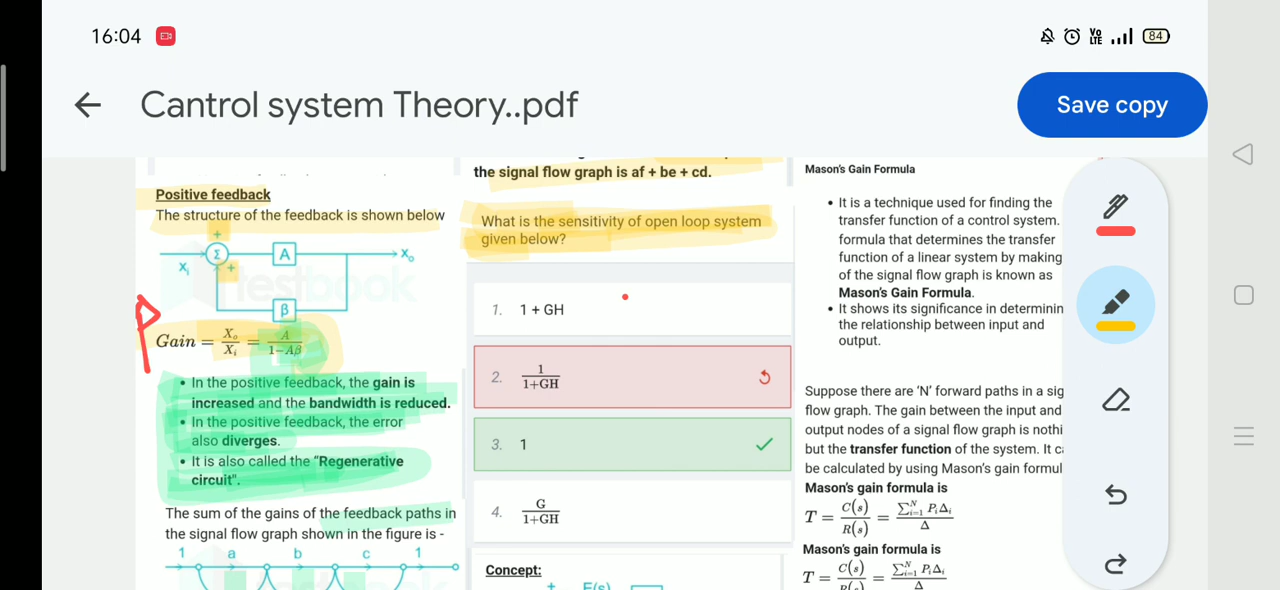 16:04
Vo LTE 84
Cantrol system Theory..pdf
Save copy
Positive feedback
The structure of the feedback is shown below
+
Σ
A
Xₒ
Xᵢ
+
testbook
β
Gain = Xₒ/Xᵢ = A/1−Aβ
• In the positive feedback, the gain is
increased and the bandwidth is reduced.
• In the positive feedback, the error
also diverges.
• It is also called the “Regenerative
circuit".
The sum of the gains of the feedback paths in
the signal flow graph shown in the figure is -
1 a b c 1
the signal flow graph is af + be + cd.
What is the sensitivity of open loop system
given below?
1. 1 + GH
2. 1/1+GH
3. 1
4. G/1+GH
Concept:
+ E(s)
Mason's Gain Formula
• It is a technique used for finding the
transfer function of a control system.
formula that determines the transfer
function of a linear system by making
of the signal flow graph is known as
Mason's Gain Formula.
• It shows its significance in determinin
the relationship between input and
output.
Suppose there are ‘N’ forward paths in a sig
flow graph. The gain between the input and
output nodes of a signal flow graph is nothi
but the transfer function of the system. It c
be calculated by using Mason's gain formul
Mason's gain formula is
T = C(s)/R(s) = Σᵢ₌₁ᴺ PᵢΔᵢ/Δ
Mason's gain formula is
T = C(s)/R(s) = Σᵢ₌₁ᴺ PᵢΔᵢ/Δ